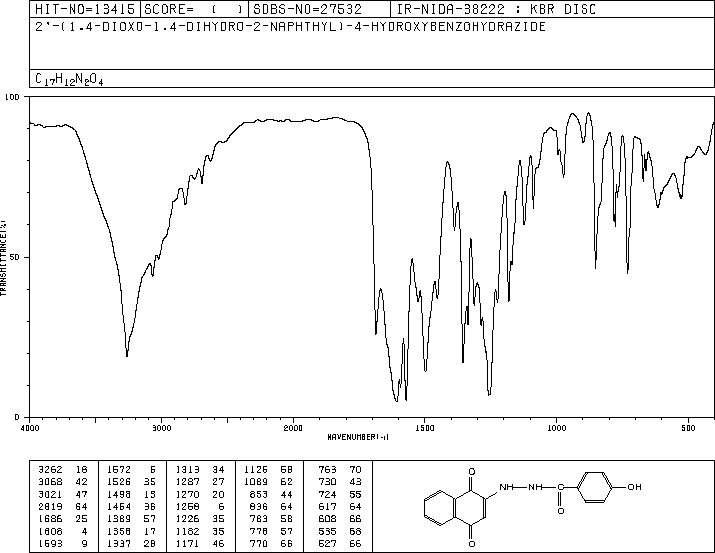 HIT-NO=13415 SCORE= ( ) SDBS-NO=27532 IR-NIDA-38222 : KBR DISC
2'-(1,4-DIOXO-1,4-DIHYDRO-2-NAPHTHYL)-4-HYDROXYBENZOHYDRAZIDE
C17H12N2O4
100
TRANSMITTANCE(%)
50
0
4000 3000 2000 1500 1000 500
WAVENUMBER(-1)
3262 18 1572 6 1313 34 1126 58 763 70
3068 42 1526 35 1287 27 1089 62 730 43
3021 47 1498 15 1270 20 853 44 724 55
2819 64 1454 36 1258 6 836 64 617 64
1686 25 1389 57 1226 35 783 58 608 66
1608 4 1358 17 1182 35 778 57 535 68
1593 9 1337 28 1171 46 770 66 527 66
O
NH NH C OH
O
O